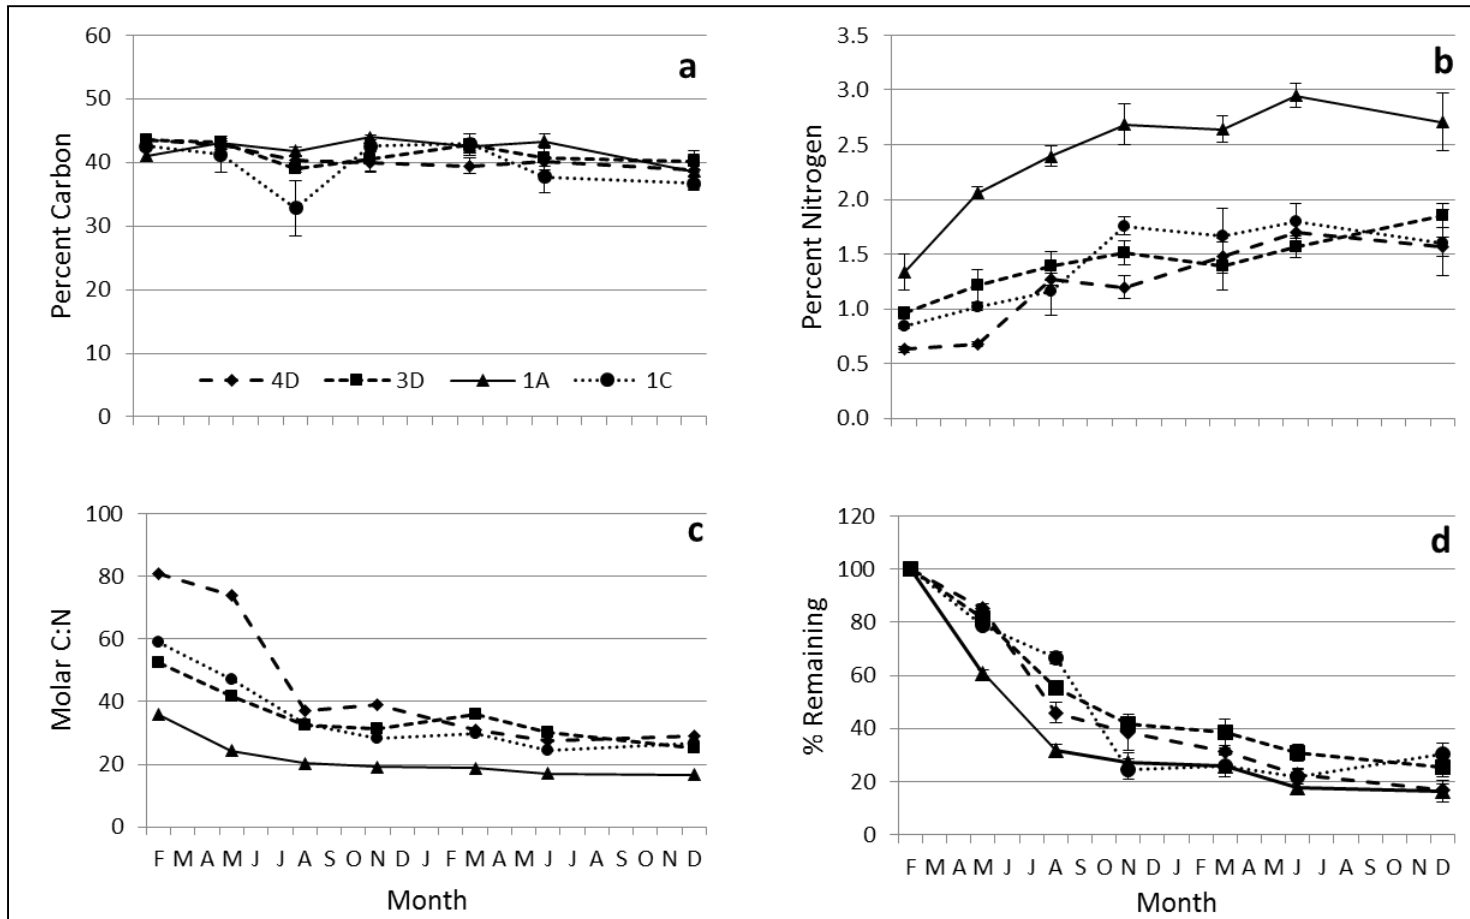 a
60
50
40
30
20
10
0
Percent Carbon
4D 3D 1A 1C
b
3.5
3.0
2.5
2.0
1.5
1.0
0.5
0.0
Percent Nitrogen
c
100
80
60
40
20
0
Molar C:N
F M A M J J A S O N D J F M A M J J A S O N D
Month
d
120
100
80
60
40
20
0
% Remaining
F M A M J J A S O N D J F M A M J J A S O N D
Month